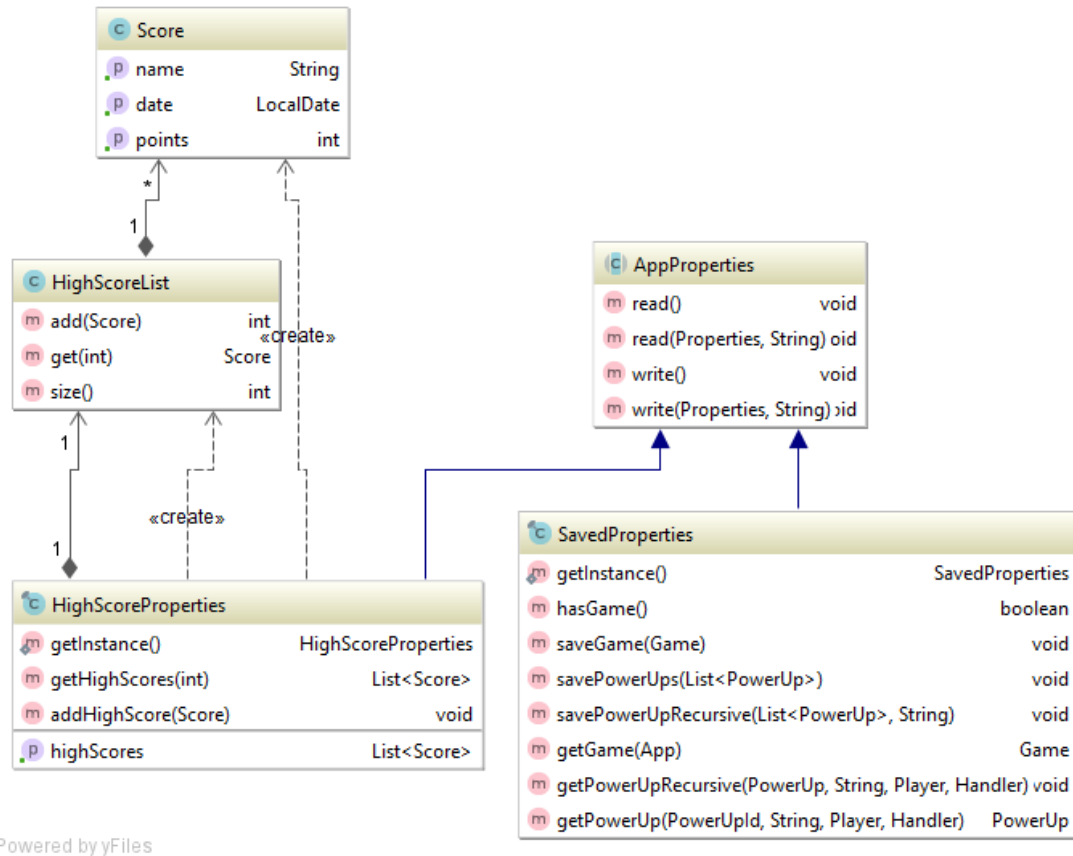 Score
name String
date LocalDate
points int
*
1
HighScoreList
add(Score) int
get(int) Score
size() int
«create»
1
«create»
1
AppProperties
read() void
read(Properties, String) oid
write() void
write(Properties, String) id
HighScoreProperties
getInstance() HighScoreProperties
getHighScores(int) List<Score>
addHighScore(Score) void
highScores List<Score>
SavedProperties
getInstance() SavedProperties
hasGame() boolean
saveGame(Game) void
savePowerUps(List<PowerUp>) void
savePowerUpRecursive(List<PowerUp>, String) void
getGame(App) Game
getPowerUpRecursive(PowerUp, String, Player, Handler) void
getPowerUp(PowerUpId, String, Player, Handler) PowerUp
Powered by yFiles